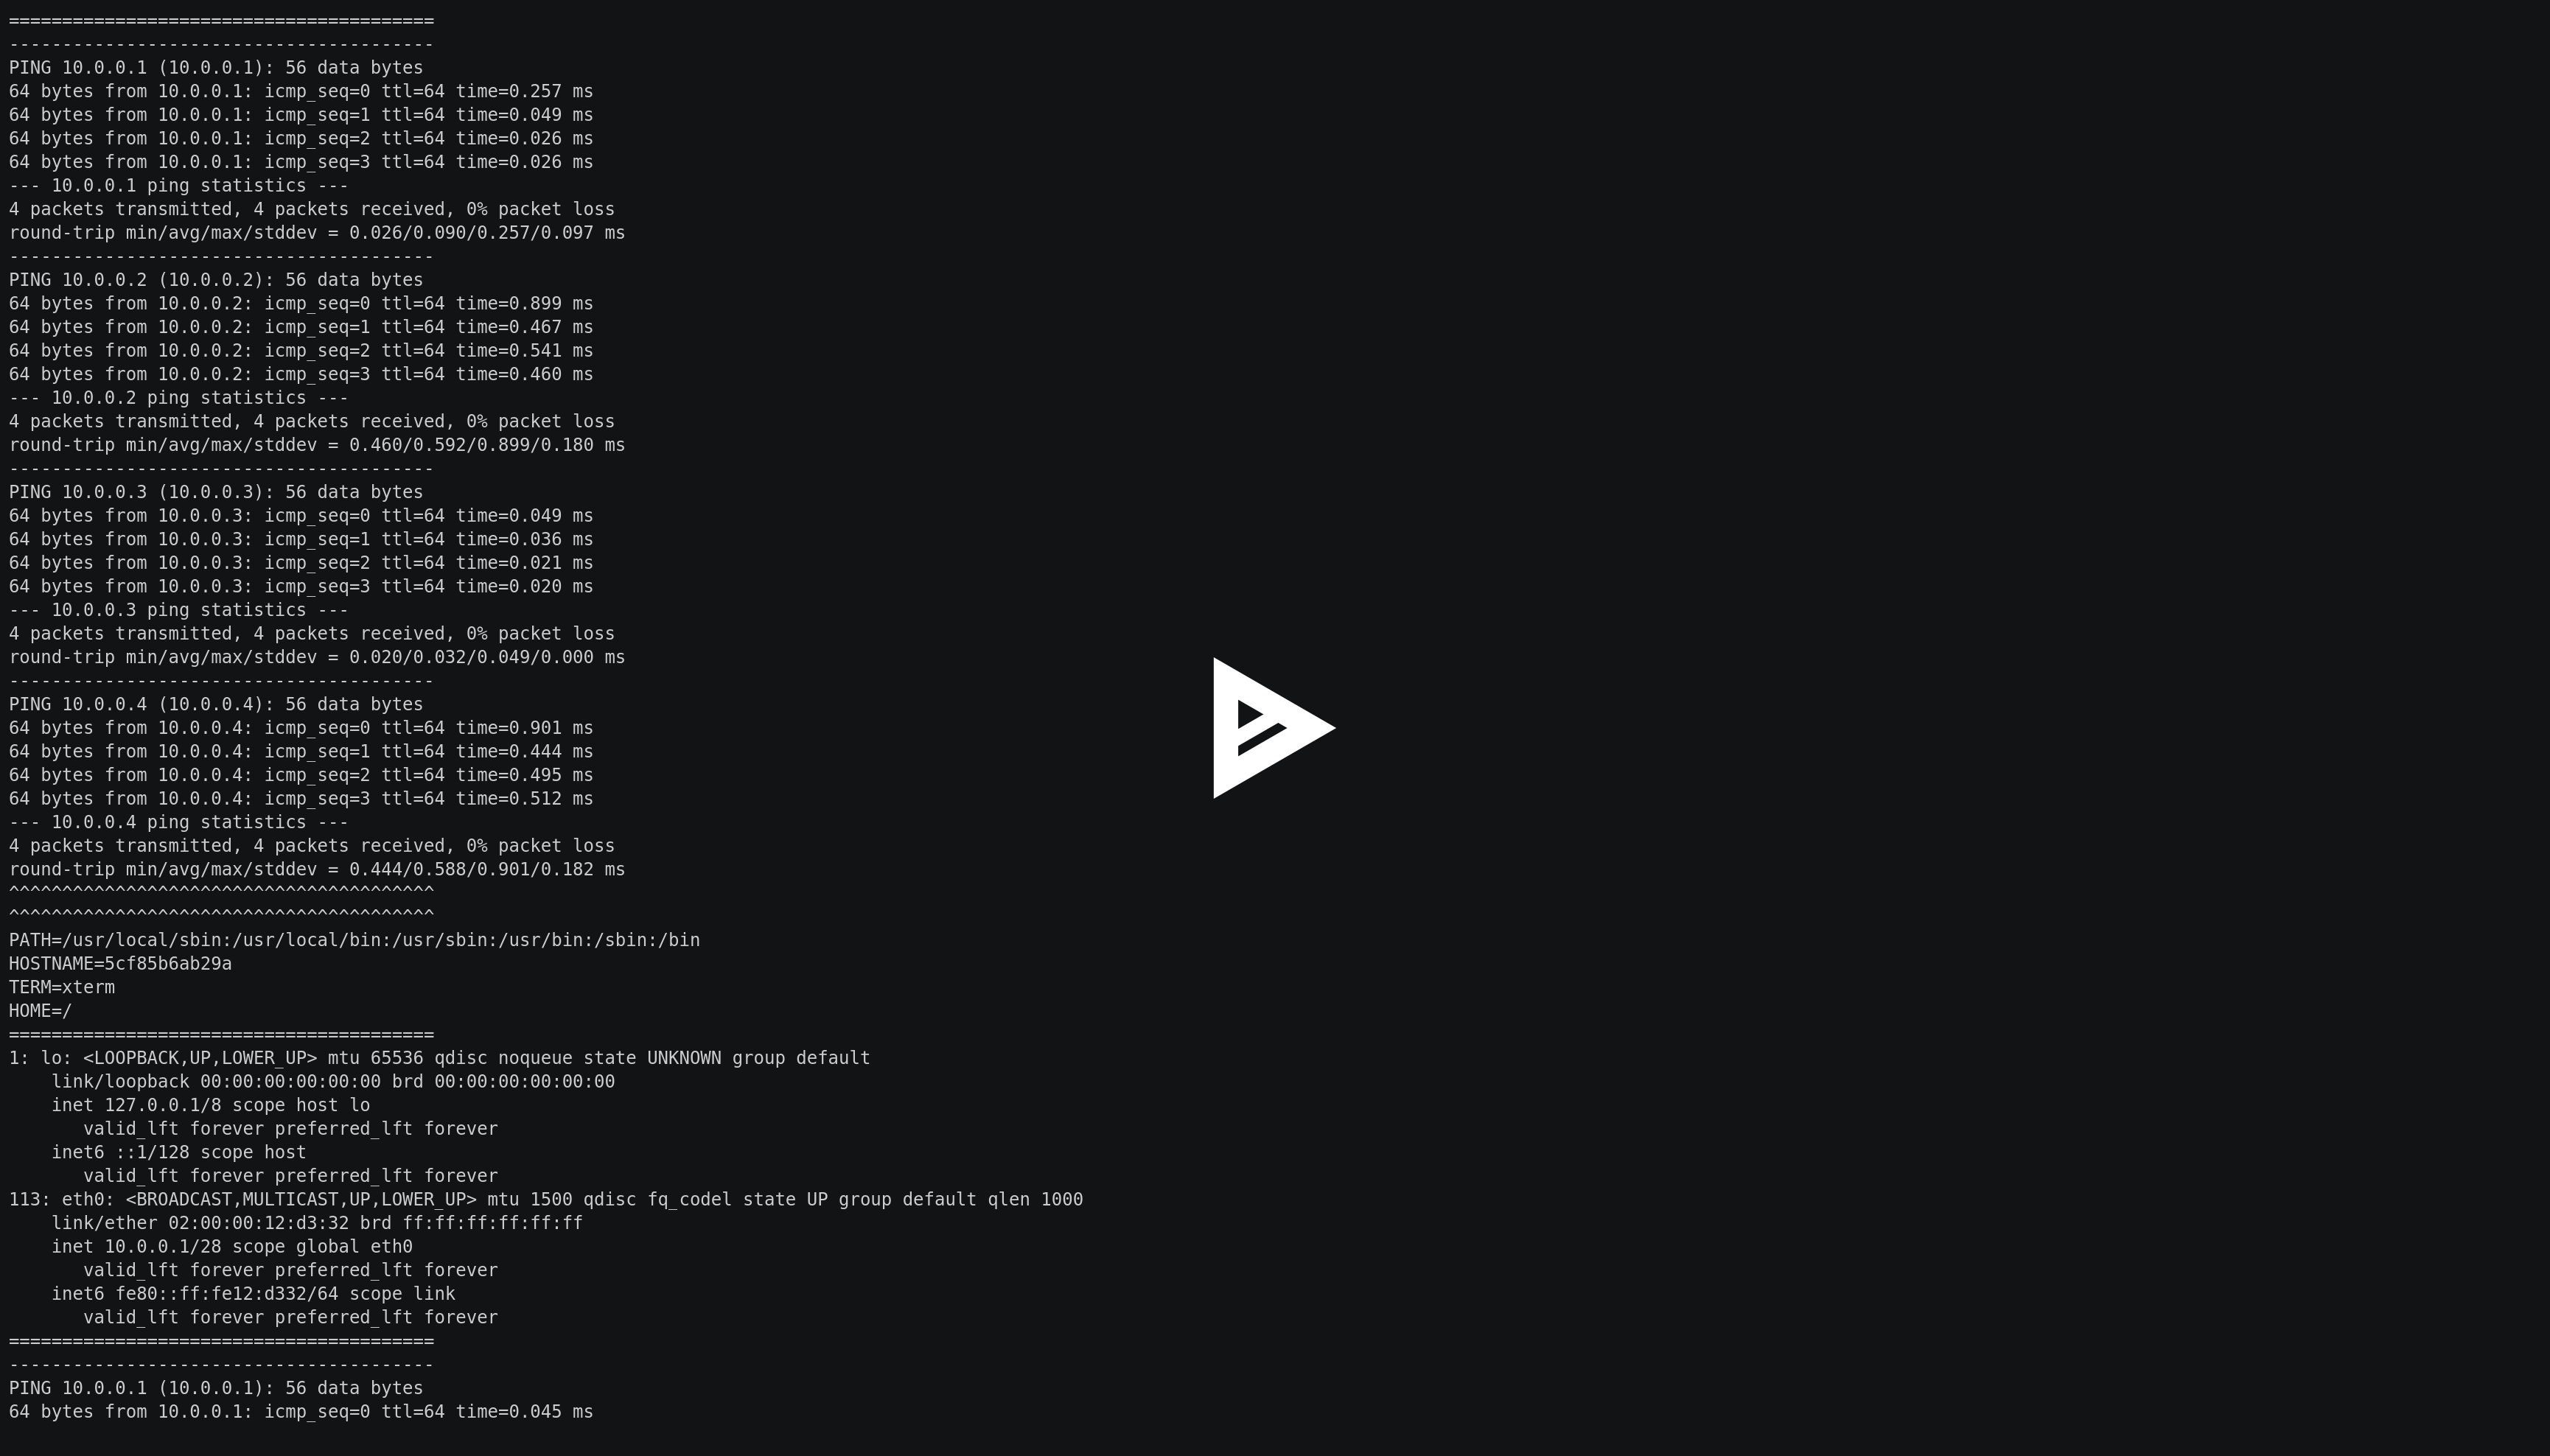 ========================================
----------------------------------------
PING 10.0.0.1 (10.0.0.1): 56 data bytes
64 bytes from 10.0.0.1: icmp_seq=0 ttl=64 time=0.257 ms
64 bytes from 10.0.0.1: icmp_seq=1 ttl=64 time=0.049 ms
64 bytes from 10.0.0.1: icmp_seq=2 ttl=64 time=0.026 ms
64 bytes from 10.0.0.1: icmp_seq=3 ttl=64 time=0.026 ms
--- 10.0.0.1 ping statistics ---
4 packets transmitted, 4 packets received, 0% packet loss
round-trip min/avg/max/stddev = 0.026/0.090/0.257/0.097 ms
----------------------------------------
PING 10.0.0.2 (10.0.0.2): 56 data bytes
64 bytes from 10.0.0.2: icmp_seq=0 ttl=64 time=0.899 ms
64 bytes from 10.0.0.2: icmp_seq=1 ttl=64 time=0.467 ms
64 bytes from 10.0.0.2: icmp_seq=2 ttl=64 time=0.541 ms
64 bytes from 10.0.0.2: icmp_seq=3 ttl=64 time=0.460 ms
--- 10.0.0.2 ping statistics ---
4 packets transmitted, 4 packets received, 0% packet loss
round-trip min/avg/max/stddev = 0.460/0.592/0.899/0.180 ms
----------------------------------------
PING 10.0.0.3 (10.0.0.3): 56 data bytes
64 bytes from 10.0.0.3: icmp_seq=0 ttl=64 time=0.049 ms
64 bytes from 10.0.0.3: icmp_seq=1 ttl=64 time=0.036 ms
64 bytes from 10.0.0.3: icmp_seq=2 ttl=64 time=0.021 ms
64 bytes from 10.0.0.3: icmp_seq=3 ttl=64 time=0.020 ms
--- 10.0.0.3 ping statistics ---
4 packets transmitted, 4 packets received, 0% packet loss
round-trip min/avg/max/stddev = 0.020/0.032/0.049/0.000 ms
----------------------------------------
PING 10.0.0.4 (10.0.0.4): 56 data bytes
64 bytes from 10.0.0.4: icmp_seq=0 ttl=64 time=0.901 ms
64 bytes from 10.0.0.4: icmp_seq=1 ttl=64 time=0.444 ms
64 bytes from 10.0.0.4: icmp_seq=2 ttl=64 time=0.495 ms
64 bytes from 10.0.0.4: icmp_seq=3 ttl=64 time=0.512 ms
--- 10.0.0.4 ping statistics ---
4 packets transmitted, 4 packets received, 0% packet loss
round-trip min/avg/max/stddev = 0.444/0.588/0.901/0.182 ms
^^^^^^^^^^^^^^^^^^^^^^^^^^^^^^^^^^^^^^^^
^^^^^^^^^^^^^^^^^^^^^^^^^^^^^^^^^^^^^^^^
PATH=/usr/local/sbin:/usr/local/bin:/usr/sbin:/usr/bin:/sbin:/bin
HOSTNAME=5cf85b6ab29a
TERM=xterm
HOME=/
========================================
1: lo: <LOOPBACK,UP,LOWER_UP> mtu 65536 qdisc noqueue state UNKNOWN group default
    link/loopback 00:00:00:00:00:00 brd 00:00:00:00:00:00
    inet 127.0.0.1/8 scope host lo
       valid_lft forever preferred_lft forever
    inet6 ::1/128 scope host
       valid_lft forever preferred_lft forever
113: eth0: <BROADCAST,MULTICAST,UP,LOWER_UP> mtu 1500 qdisc fq_codel state UP group default qlen 1000
    link/ether 02:00:00:12:d3:32 brd ff:ff:ff:ff:ff:ff
    inet 10.0.0.1/28 scope global eth0
       valid_lft forever preferred_lft forever
    inet6 fe80::ff:fe12:d332/64 scope link
       valid_lft forever preferred_lft forever
========================================
----------------------------------------
PING 10.0.0.1 (10.0.0.1): 56 data bytes
64 bytes from 10.0.0.1: icmp_seq=0 ttl=64 time=0.045 ms